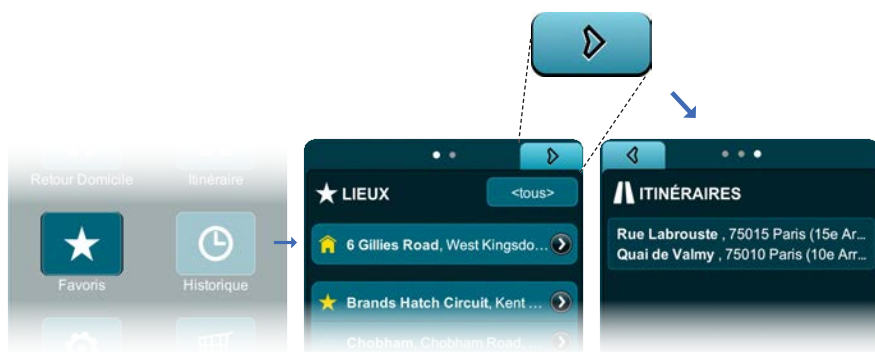 Retour Domicile
Itinéraire
Favoris
Historique
LIEUX
<tous>
6 Gillies Road, West Kingsdo...
Brands Hatch Circuit, Kent ...
Chobham, Chobham Road, ...
ITINÉRAIRES
Rue Labrouste , 75015 Paris (15e Ar...
Quai de Valmy , 75010 Paris (10e Arr...